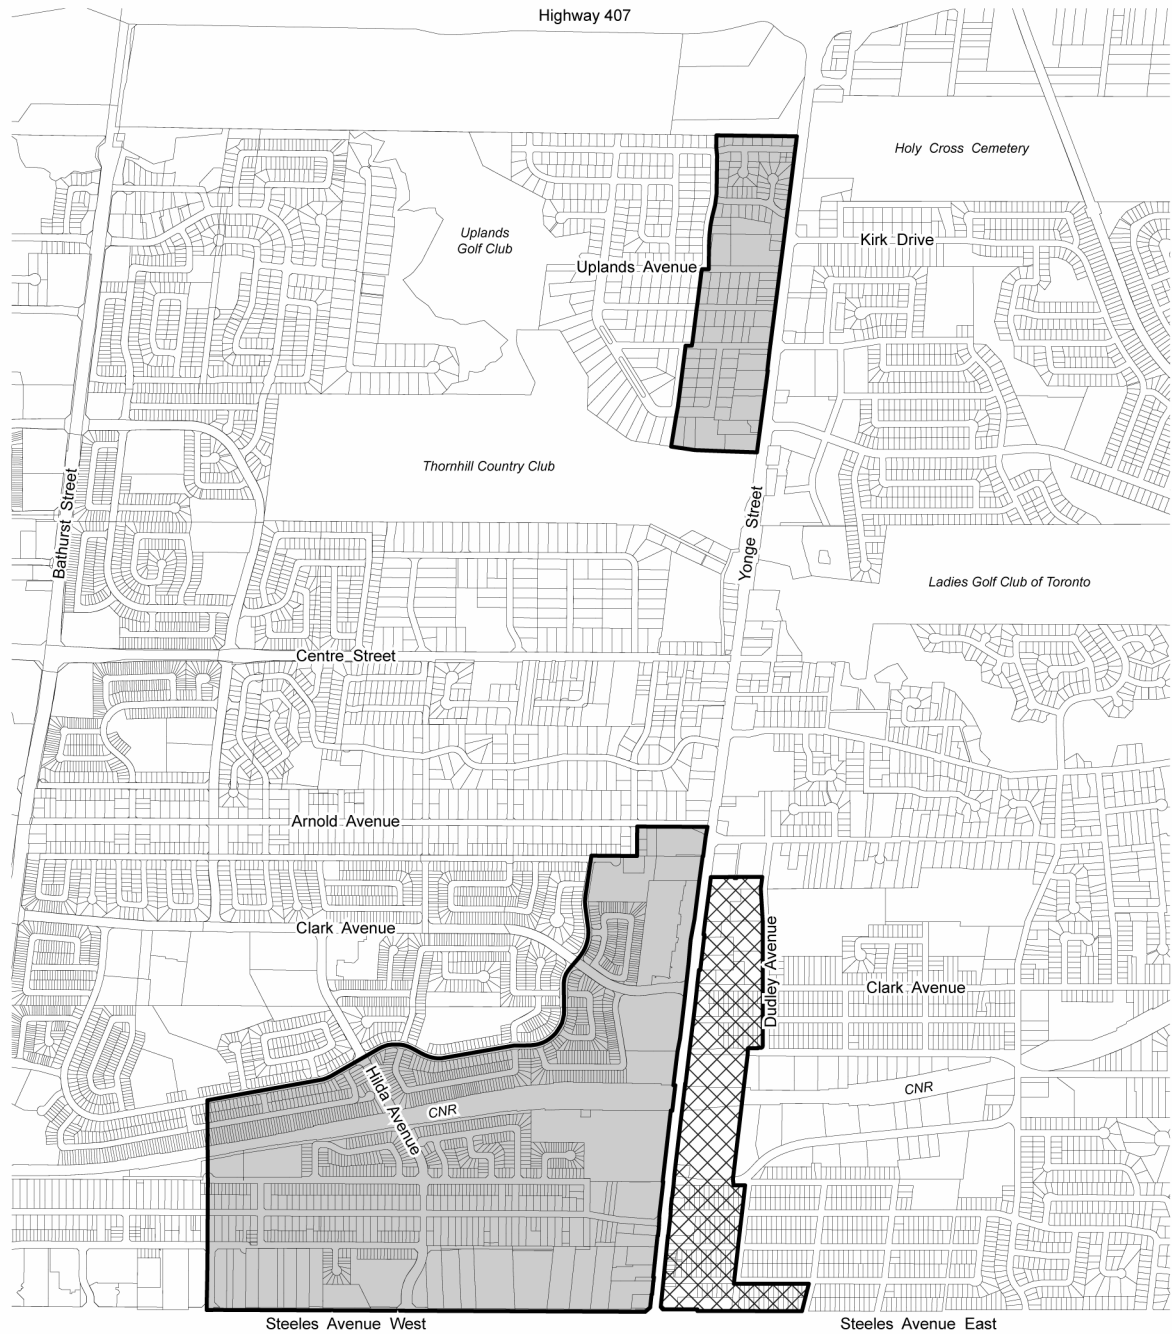 Highway 407
Holy Cross Cemetery
Uplands
Golf Club
Kirk Drive
Uplands Avenue
Thornhill Country Club
Bathurst Street
Yonge Street
Ladies Golf Club of Toronto
Centre Street
Arnold Avenue
Clark Avenue
Dudley Avenue
Clark Avenue
Hilda Avenue
CNR
CNR
Steeles Avenue West
Steeles Avenue East